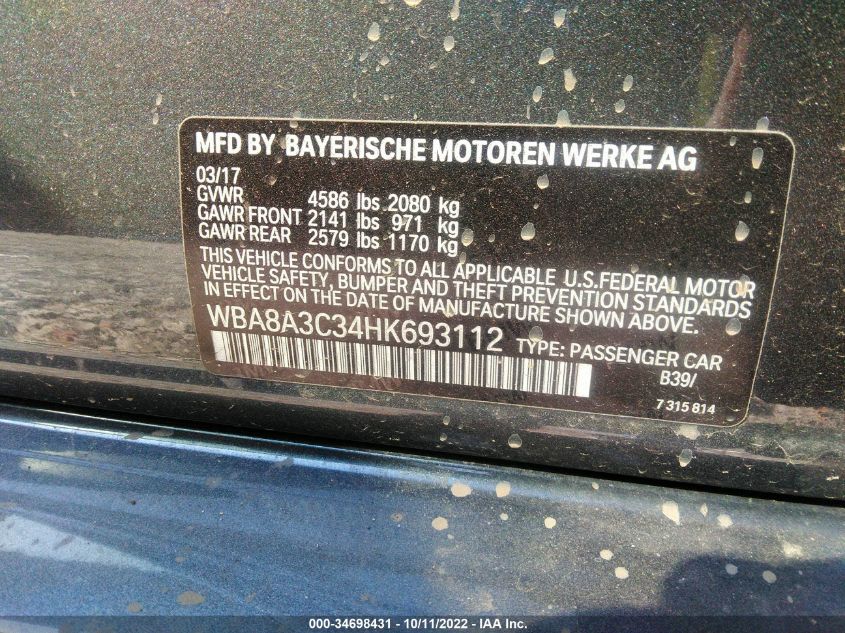 MFD BY BAYERISCHE MOTOREN WERKE AG
03/17
GVWR 4586 lbs 2080 kg
GAWR FRONT 2141 lbs 971 kg
GAWR REAR 2579 lbs 1170 kg
THIS VEHICLE CONFORMS TO ALL APPLICABLE U.S.FEDERAL MOTOR
VEHICLE SAFETY, BUMPER AND THEFT PREVENTION STANDARDS
IN EFFECT ON THE DATE OF MANUFACTURE SHOWN ABOVE.
WBA8A3C34HK693112 TYPE: PASSENGER CAR
B39/
7 315 814
000-34698431 - 10/11/2022 - IAA Inc.